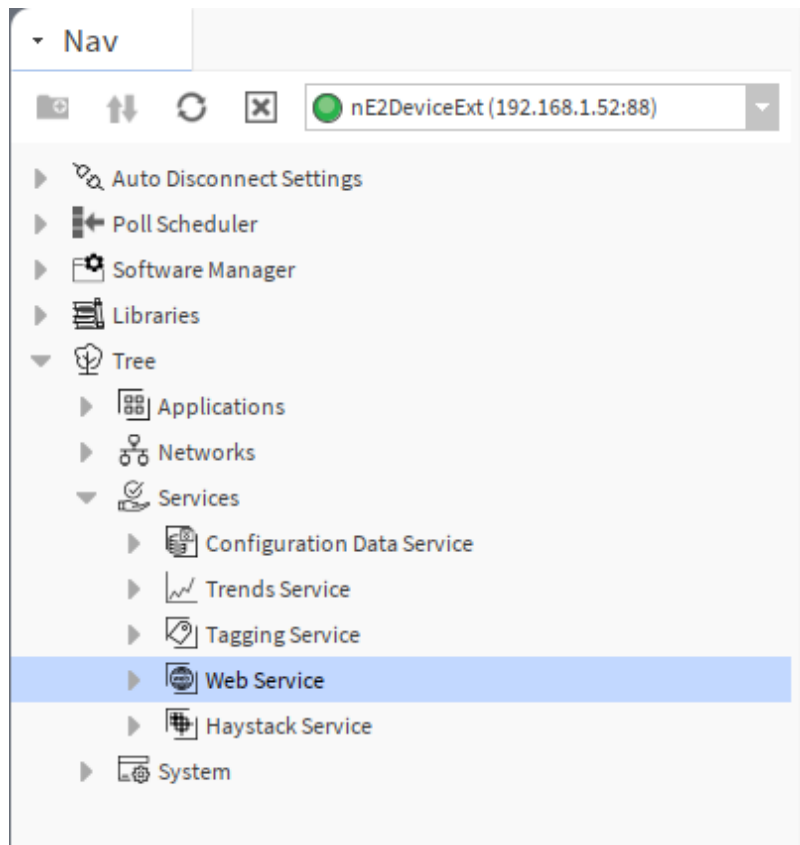 Nav
nE2DeviceExt (192.168.1.52:88)
Auto Disconnect Settings
Poll Scheduler
Software Manager
Libraries
Tree
Applications
Networks
Services
Configuration Data Service
Trends Service
Tagging Service
Web Service
Haystack Service
System